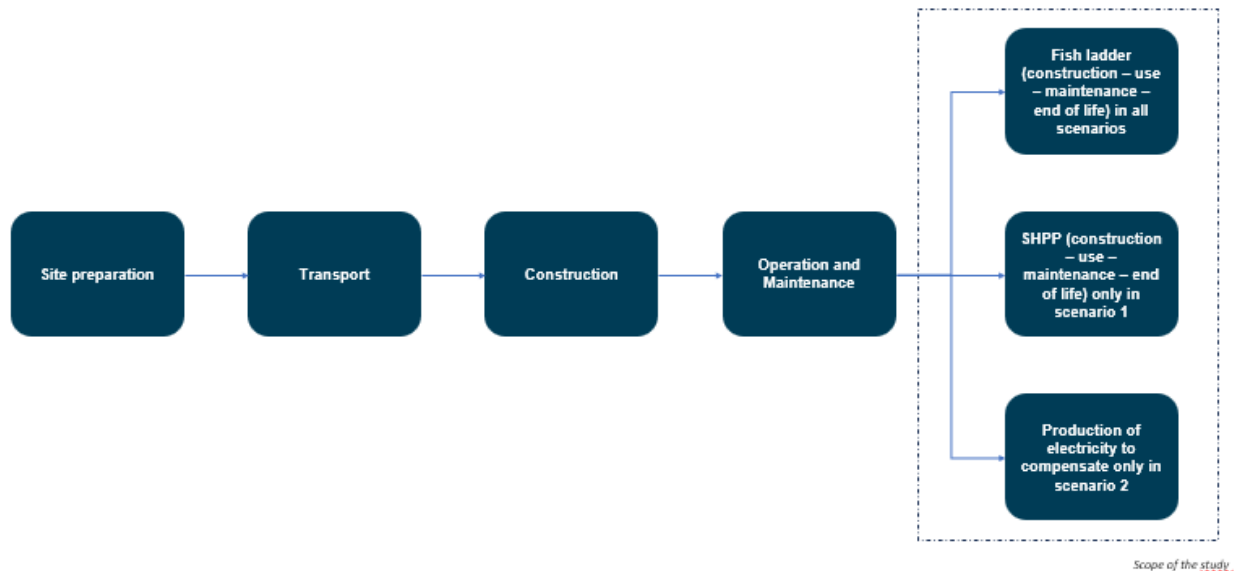 Site preparation
Transport
Construction
Operation and
Maintenance
Fish ladder
(construction – use
– maintenance –
end of life) in all
scenarios
SHPP (construction
– use –
maintenance – end
of life) only in
scenario 1
Production of
electricity to
compensate only in
scenario 2
Scope of the study